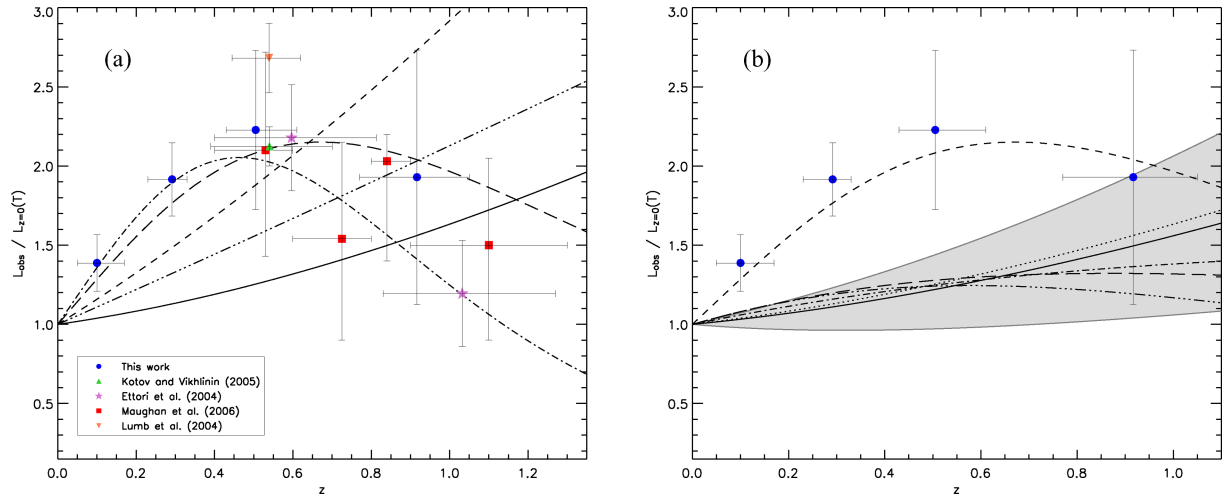 (a)
3.0
2.5
2.0
1.5
1.0
0.5
L_obs / L_z=0(T)
This work
Kotov and Vikhlinin (2005)
Ettori et al. (2004)
Maughan et al. (2006)
Lumb et al. (2004)
0.0 0.2 0.4 0.6 0.8 1.0 1.2
z
(b)
3.0
2.5
2.0
1.5
1.0
0.5
L_obs / L_z=0(T)
0.0 0.2 0.4 0.6 0.8 1.0
z